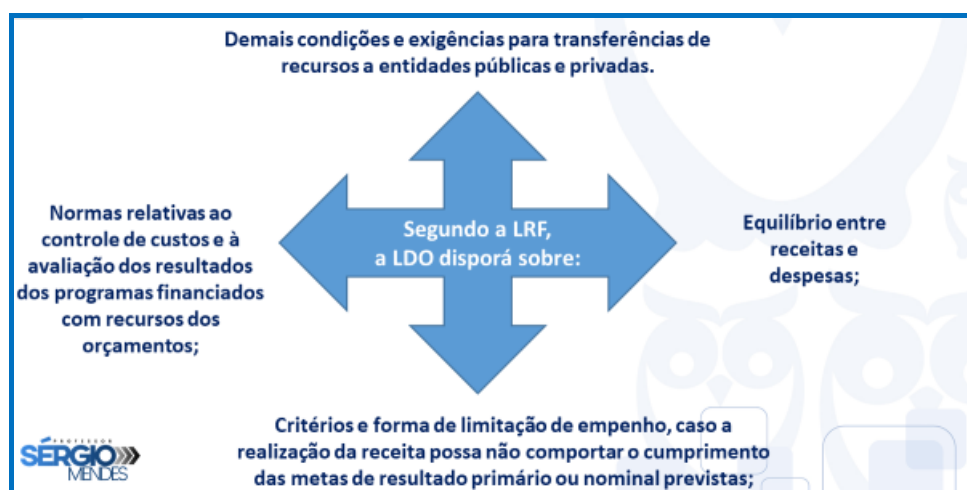 Demais condições e exigências para transferências de
recursos a entidades públicas e privadas.
Normas relativas ao
controle de custos e à
avaliação dos resultados
dos programas financiados
com recursos dos
orçamentos;
Segundo a LRF,
a LDO disporá sobre:
Equilíbrio entre
receitas e
despesas;
Critérios e forma de limitação de empenho, caso a
realização da receita possa não comportar o cumprimento
das metas de resultado primário ou nominal previstas;
PROFESSOR
SÉRGIO
MENDES